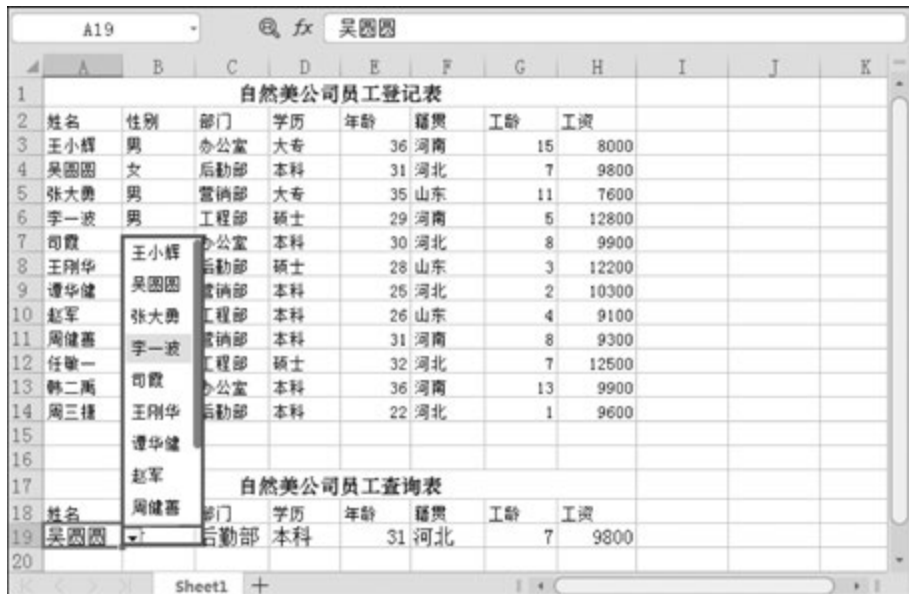 A19 fx 吴圆圆
A B C D E F G H I J K
1 自然美公司员工登记表
2 姓名 性别 部门 学历 年龄 籍贯 工龄 工资
3 王小辉 男 办公室 大专 36 河南 15 8000
4 吴圆圆 女 后勤部 本科 31 河北 7 9800
5 张大勇 男 营销部 大专 35 山东 11 7600
6 李一波 男 工程部 硕士 29 河南 5 12800
7 司霞 王小辉 办公室 本科 30 河北 8 9900
8 王刚华 吴圆圆 后勤部 硕士 28 山东 3 12200
9 谭华健 张大勇 营销部 本科 25 河北 2 10300
10 赵军 工程部 本科 26 山东 4 9100
11 周健善 李一波 营销部 本科 31 河南 8 9300
12 任敏一 司霞 工程部 硕士 32 河北 7 12500
13 韩二禹 王刚华 办公室 本科 36 河南 13 9900
14 周三捷 谭华健 后勤部 本科 22 河北 1 9600
15
16 赵军
17 周健善 自然美公司员工查询表
18 姓名 部门 学历 年龄 籍贯 工龄 工资
19 吴圆圆 后勤部 本科 31 河北 7 9800
20
Sheet1